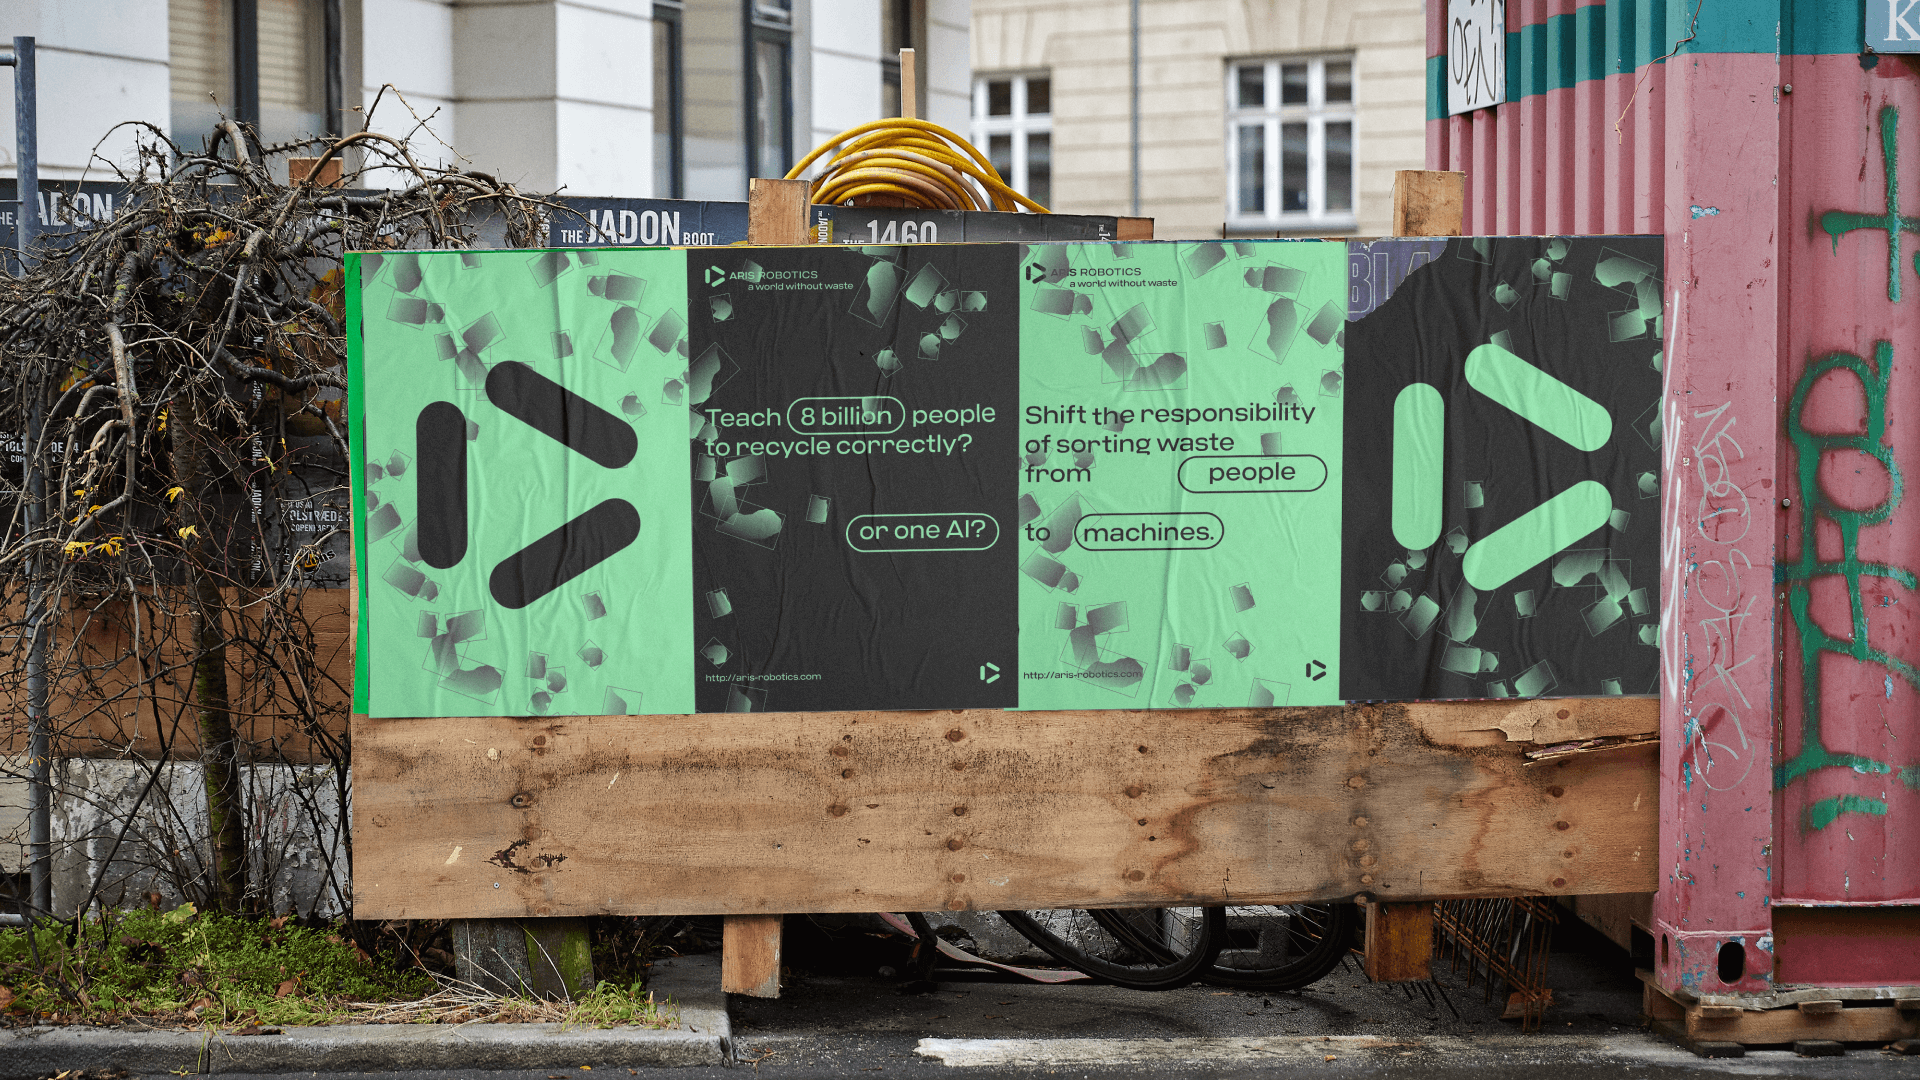 THE JADON BOOT
THE 1460
K
ARIS ROBOTICS
a world without waste
Teach 8 billion people
to recycle correctly?
or one AI?
http://aris-robotics.com
ARIS ROBOTICS
a world without waste
Shift the responsibility
of sorting waste
from people
to machines.
http://aris-robotics.com